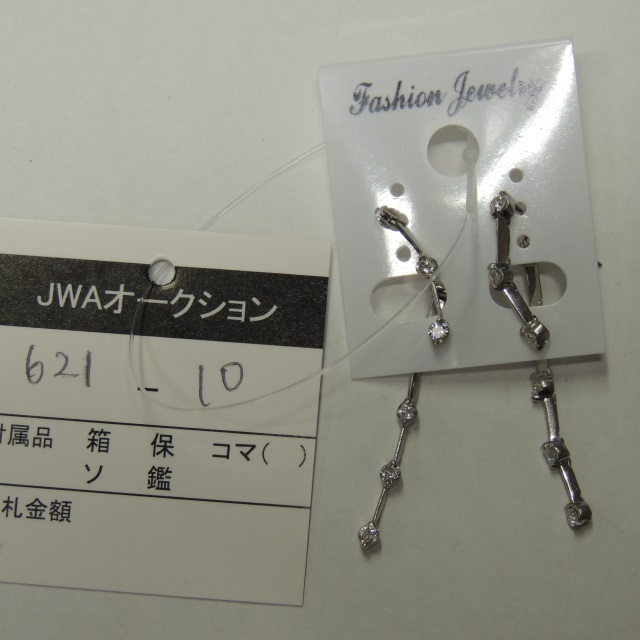 Fashion Jewelry
JWAオークション
621 - 10
付属品 箱 保 コマ( )
ソ 鑑
札金額